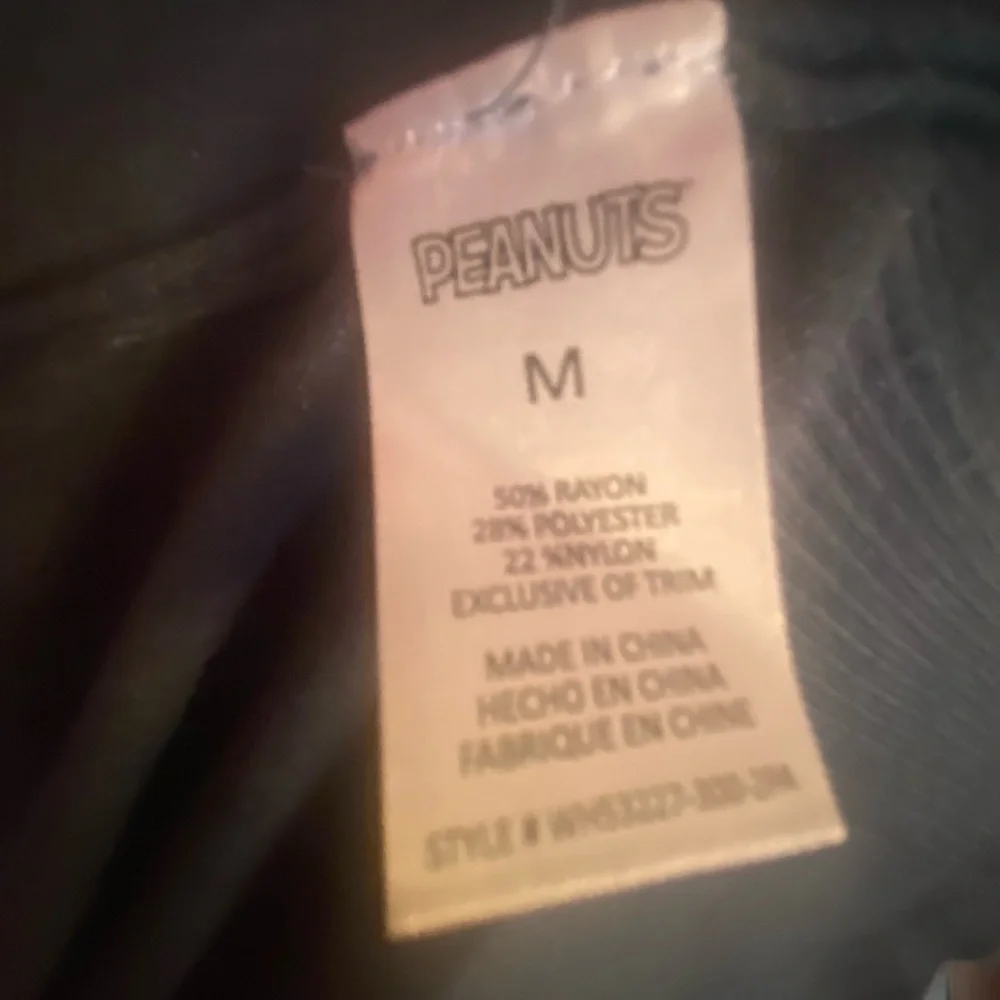 PEANUTS
M
50% RAYON
28% POLYESTER
22 %NYLON
EXCLUSIVE OF TRIM
MADE IN CHINA
HECHO EN CHINA
FABRIQUE EN CHINE
STYLE #